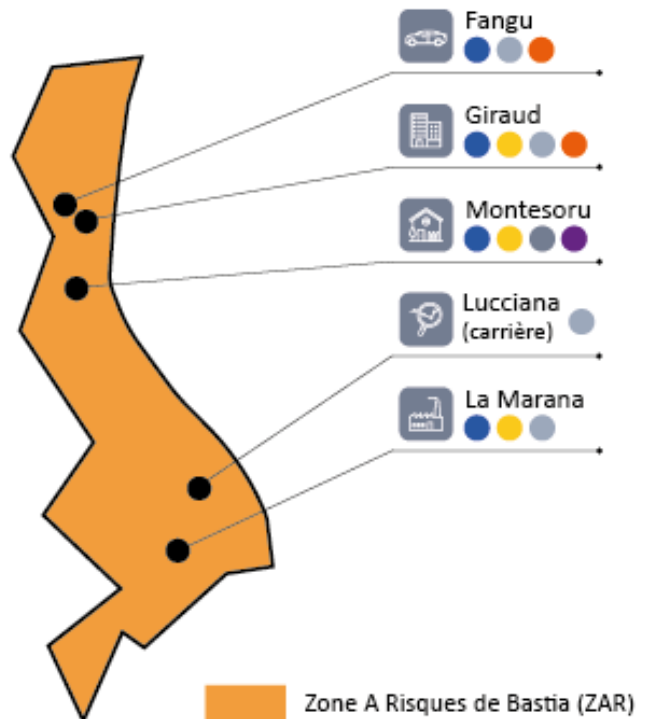 Fangu
Giraud
Montesoru
Lucciana
(carrière)
La Marana
Zone A Risques de Bastia (ZAR)